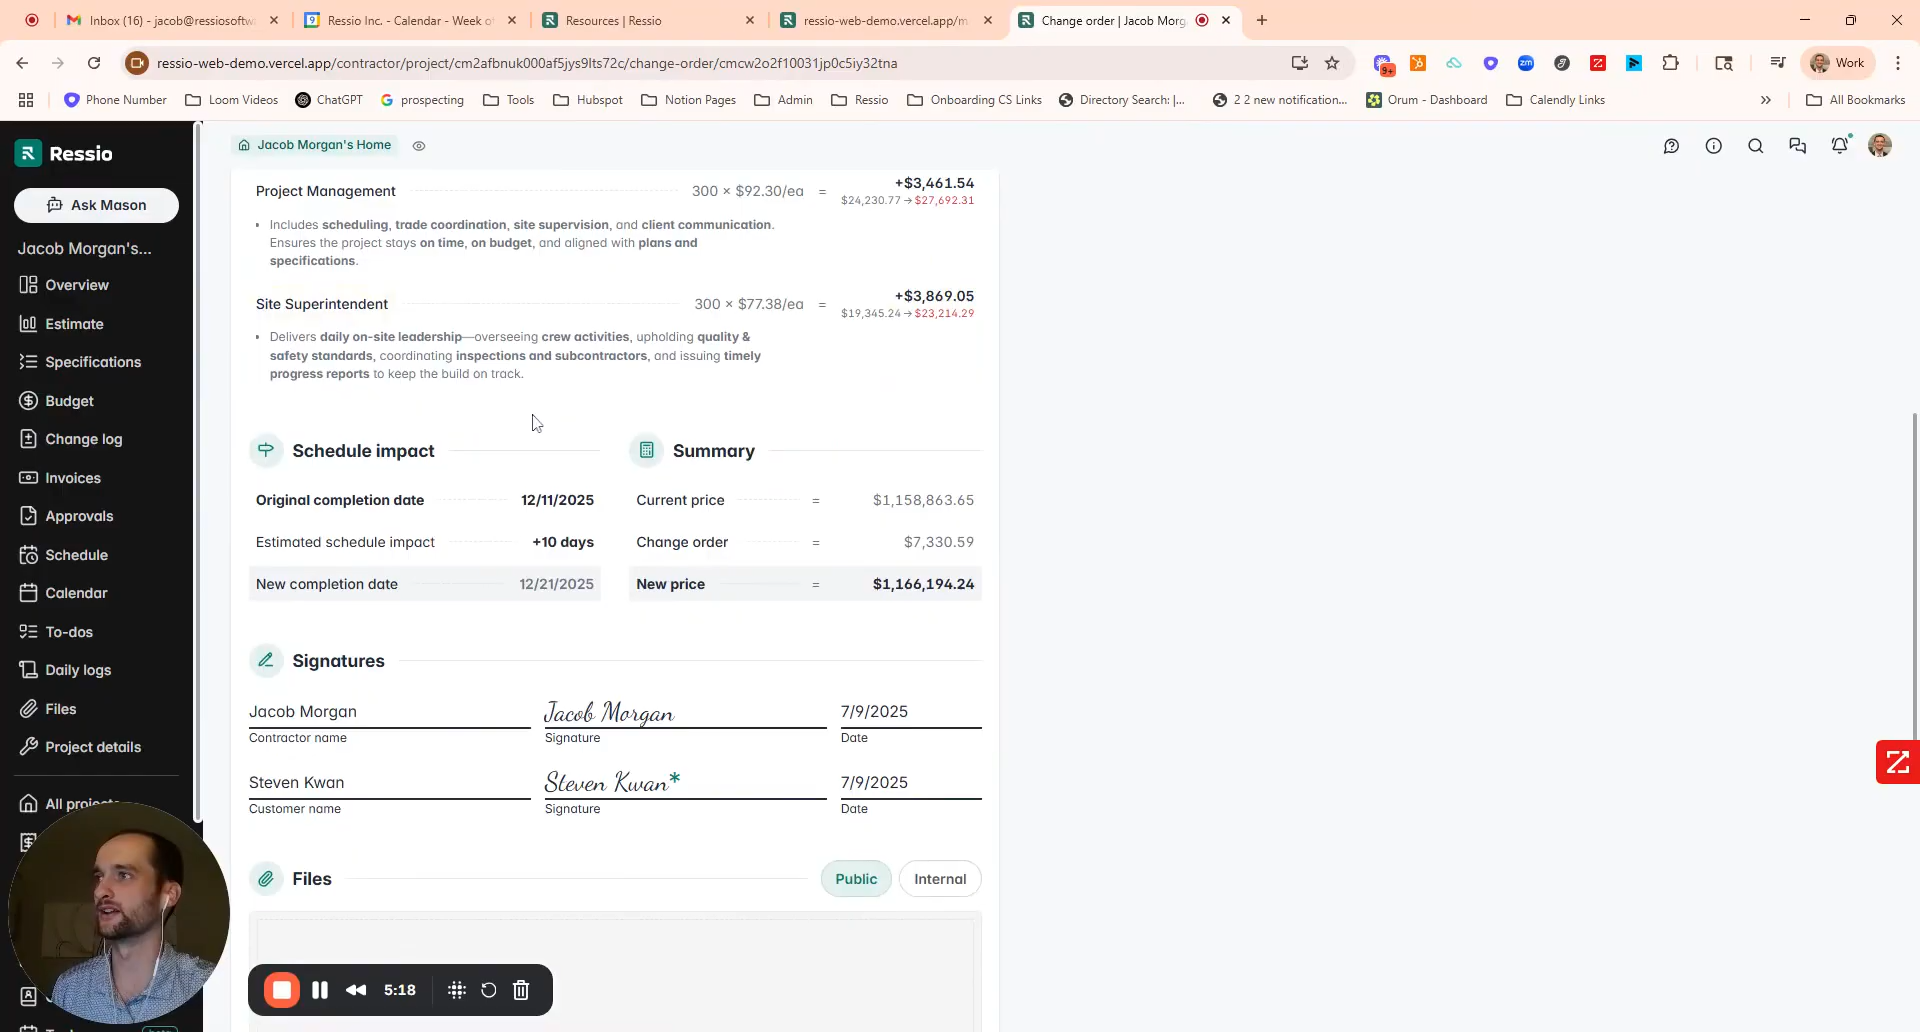 Inbox (16) - jacob@ressiosoftw
Ressio Inc. - Calendar - Week o
Resources | Ressio
ressio-web-demo.vercel.app/m
Change order | Jacob Morg
ressio-web-demo.vercel.app/contractor/project/cm2afbnuk000af5jys9lts72c/change-order/cmcw2o2f10031jp0c5iy32tna
9+
zm
Work
Phone Number
Loom Videos
ChatGPT
prospecting
Tools
Hubspot
Notion Pages
Admin
Ressio
Onboarding CS Links
Directory Search: |...
2 2 new notification...
Orum - Dashboard
Calendly Links
All Bookmarks
Ressio
Ask Mason
Jacob Morgan's...
Overview
Estimate
Specifications
Budget
Change log
Invoices
Approvals
Schedule
Calendar
To-dos
Daily logs
Files
Project details
All projects
Jacob Morgan's Home
Project Management 300 × $92.30/ea = +$3,461.54
$24,230.77 → $27,692.31
Includes scheduling, trade coordination, site supervision, and client communication.
Ensures the project stays on time, on budget, and aligned with plans and
specifications.
Site Superintendent 300 × $77.38/ea = +$3,869.05
$19,345.24 → $23,214.29
Delivers daily on-site leadership—overseeing crew activities, upholding quality &
safety standards, coordinating inspections and subcontractors, and issuing timely
progress reports to keep the build on track.
Schedule impact
Original completion date 12/11/2025
Estimated schedule impact +10 days
New completion date 12/21/2025
Summary
Current price = $1,158,863.65
Change order = $7,330.59
New price = $1,166,194.24
Signatures
Jacob Morgan Jacob Morgan 7/9/2025
Contractor name Signature Date
Steven Kwan Steven Kwan* 7/9/2025
Customer name Signature Date
Files
Public
Internal
5:18